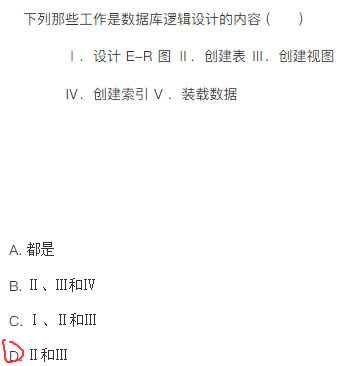 下列那些工作是数据库逻辑设计的内容（　　）
Ⅰ．设计 E-R 图 Ⅱ．创建表 Ⅲ．创建视图
Ⅳ．创建索引 Ⅴ．装载数据
A. 都是
B. Ⅱ、Ⅲ和Ⅳ
C. Ⅰ、Ⅱ和Ⅲ
D. Ⅱ和Ⅲ